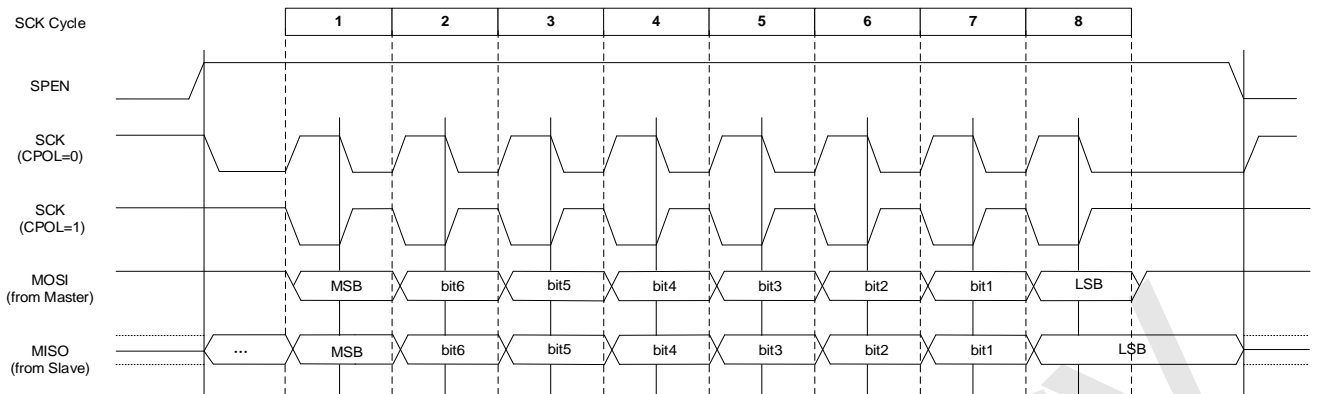 SCK Cycle 1 2 3 4 5 6 7 8
SPEN
SCK
(CPOL=0)
SCK
(CPOL=1)
MOSI
(from Master)
MSB bit6 bit5 bit4 bit3 bit2 bit1 LSB
MISO
(from Slave)
... MSB bit6 bit5 bit4 bit3 bit2 bit1 LSB